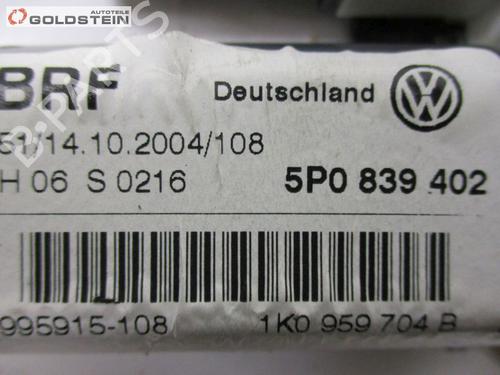 Autoteile
GOLDSTEIN
BRF
Deutschland
51/14.10.2004/108
H 06 S 0216
5P0 839 402
995915-108
1K0 959 704 B
B-PARTS